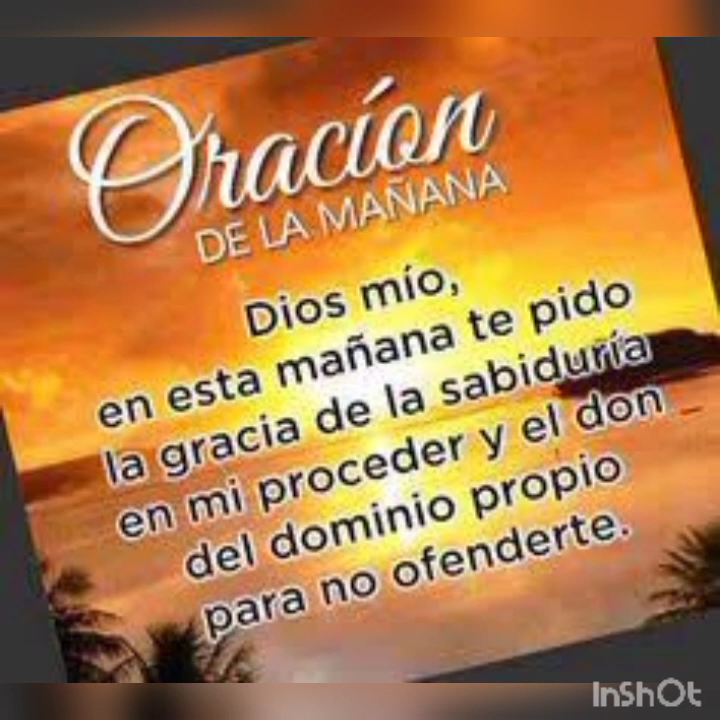 Oración
DE LA MAÑANA
Dios mío,
en esta mañana te pido
la gracia de la sabiduría
en mi proceder y el don
del dominio propio
para no ofenderte.
InShOt